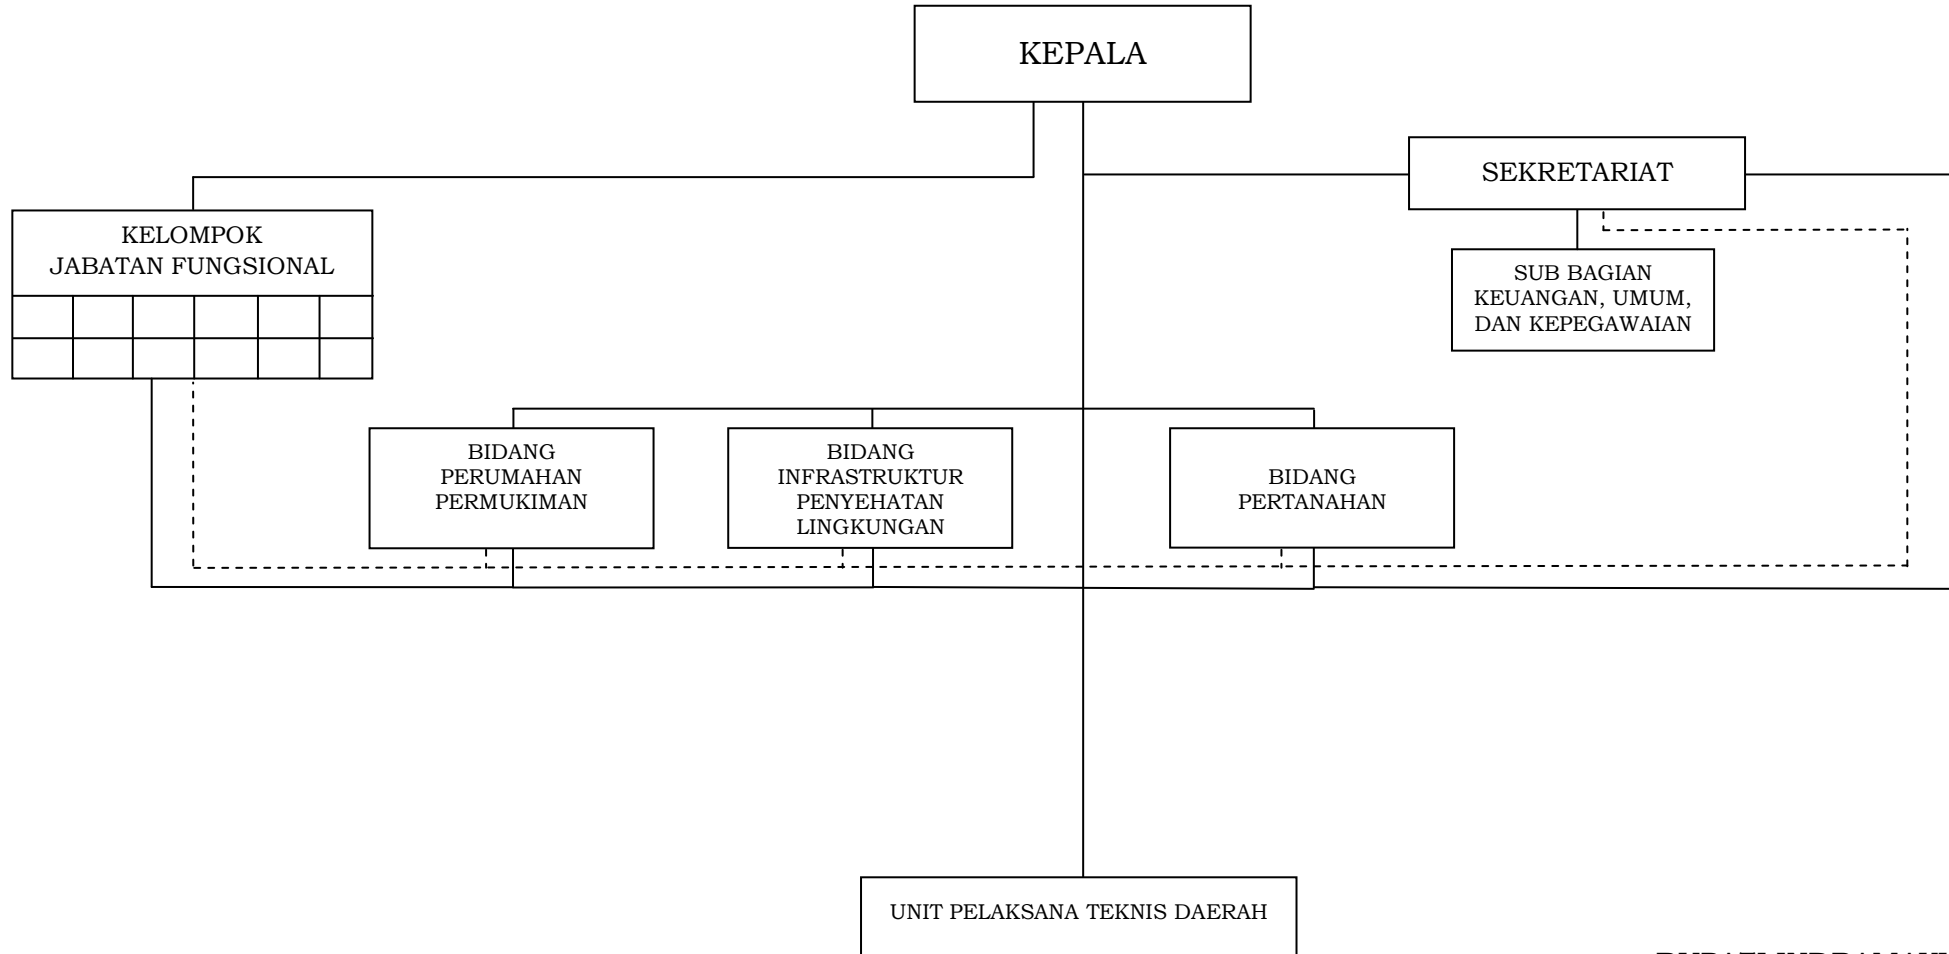 KEPALA
SEKRETARIAT
KELOMPOK
JABATAN FUNGSIONAL
SUB BAGIAN
KEUANGAN, UMUM,
DAN KEPEGAWAIAN
BIDANG
PERUMAHAN
PERMUKIMAN
BIDANG
INFRASTRUKTUR
PENYEHATAN
LINGKUNGAN
BIDANG
PERTANAHAN
UNIT PELAKSANA TEKNIS DAERAH